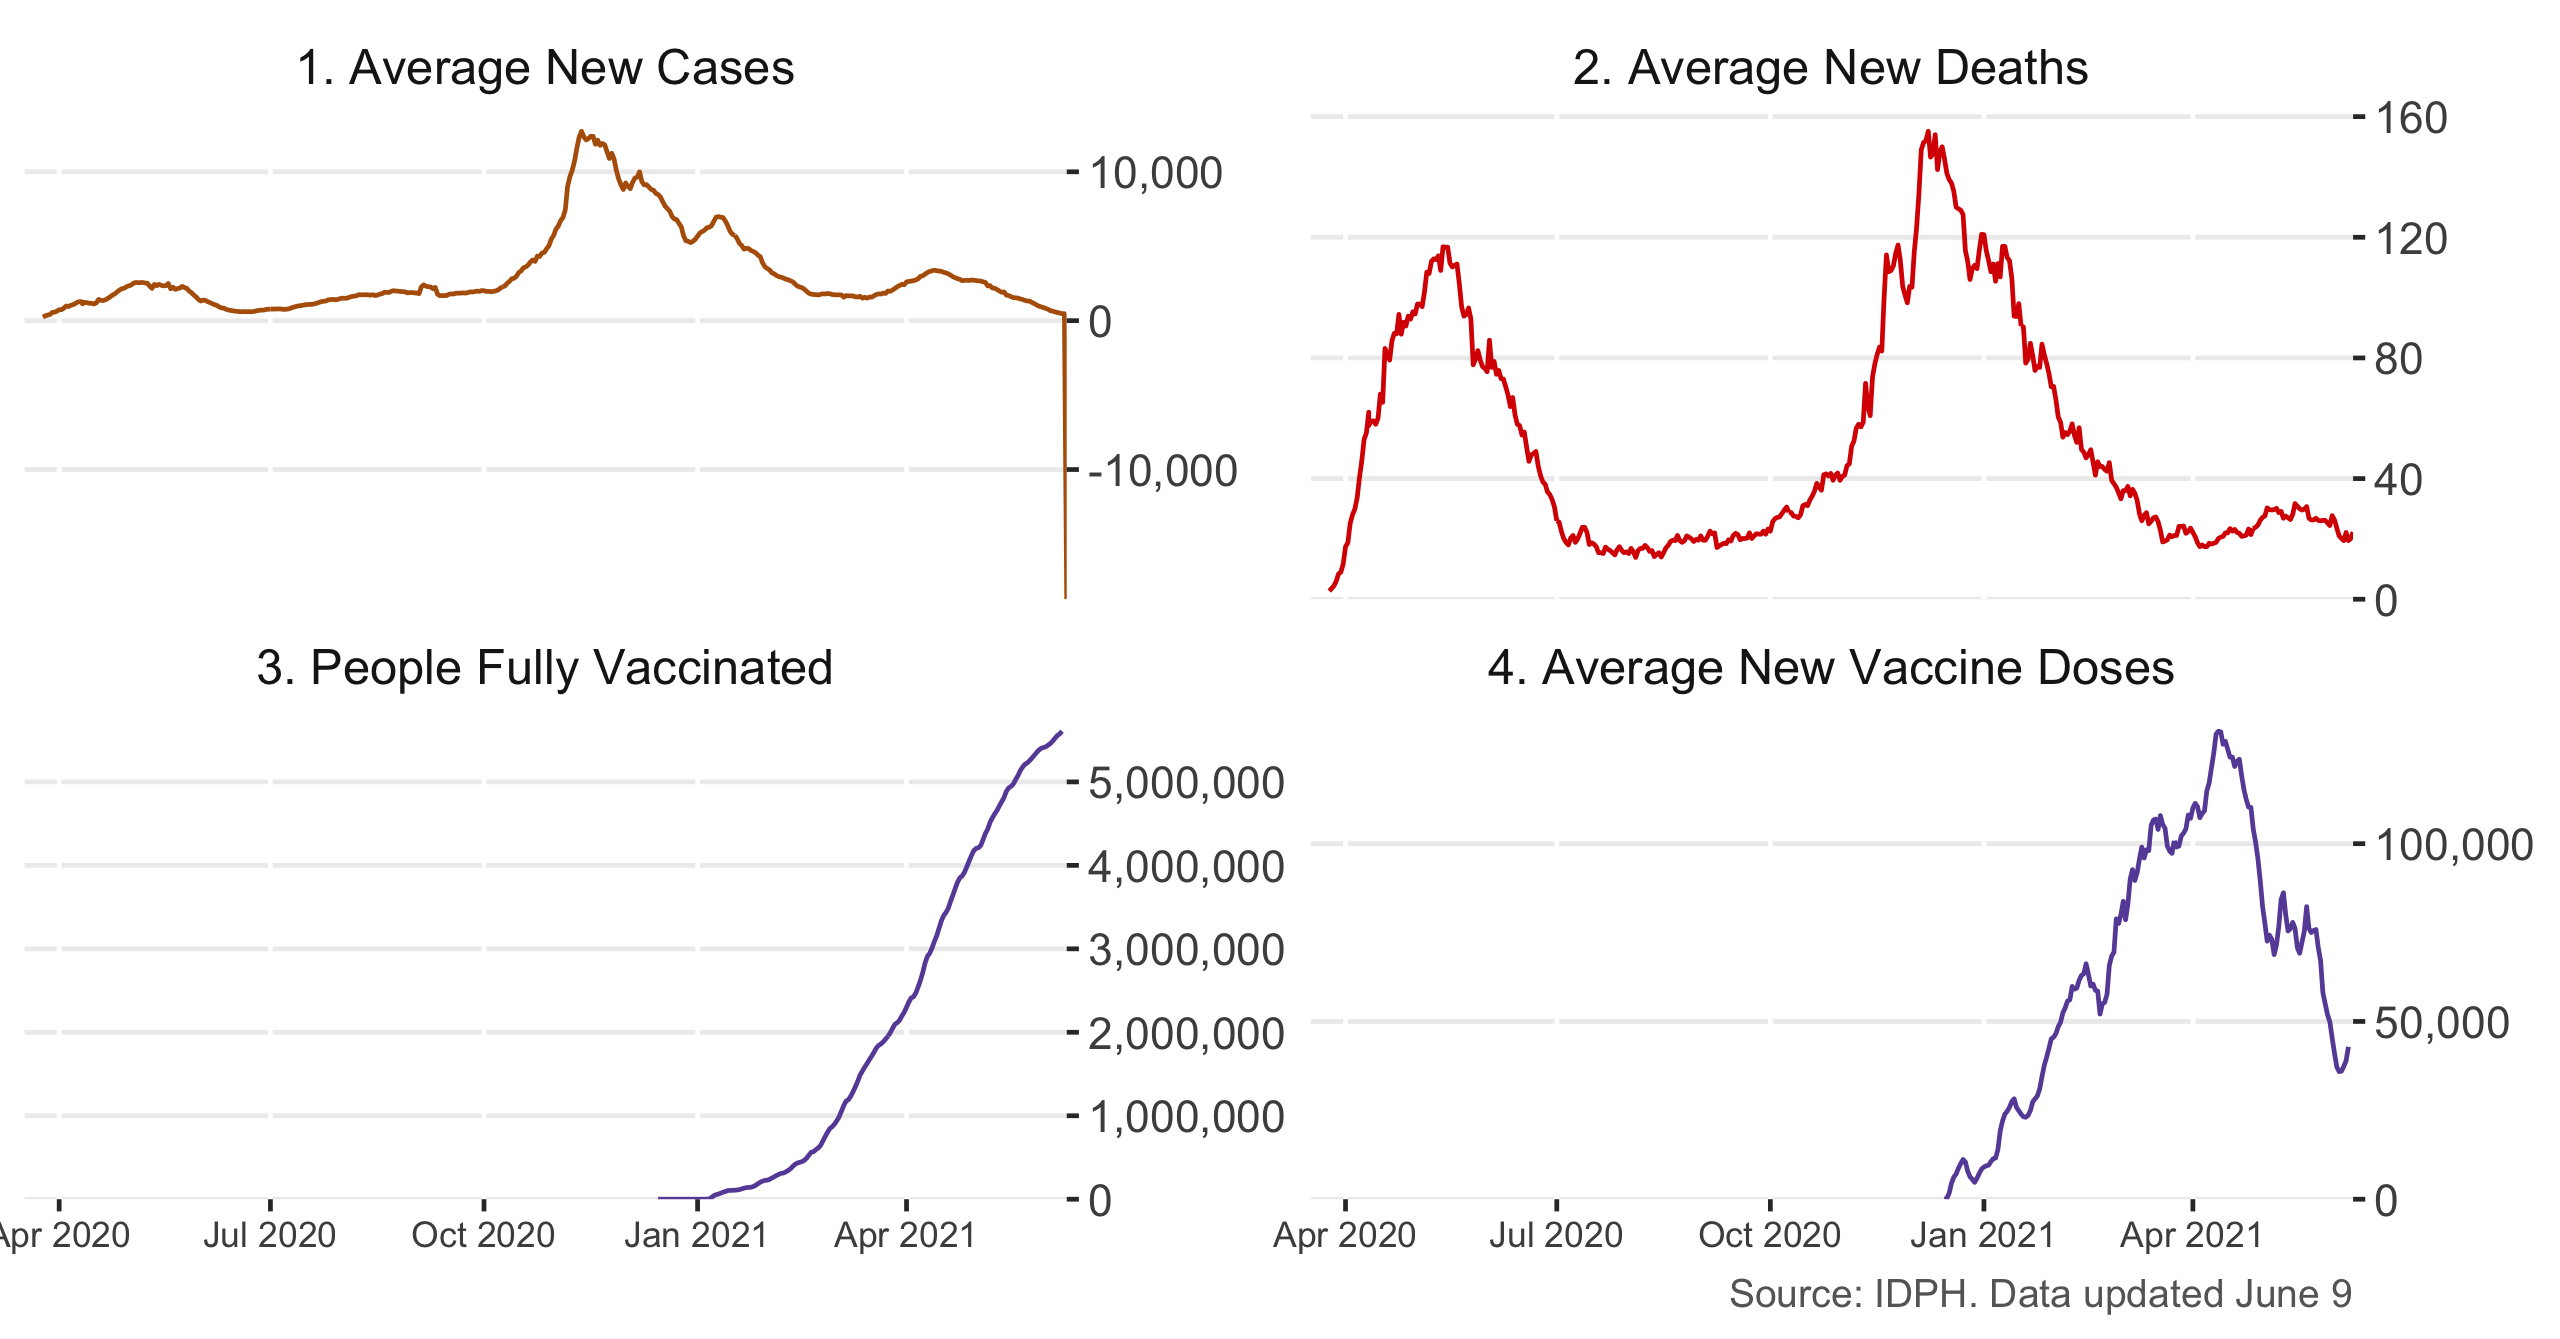 1. Average New Cases
10,000
0
-10,000
2. Average New Deaths
160
120
80
40
0
3. People Fully Vaccinated
5,000,000
4,000,000
3,000,000
2,000,000
1,000,000
0
Apr 2020 Jul 2020 Oct 2020 Jan 2021 Apr 2021
4. Average New Vaccine Doses
100,000
50,000
0
Apr 2020 Jul 2020 Oct 2020 Jan 2021 Apr 2021
Source: IDPH. Data updated June 9